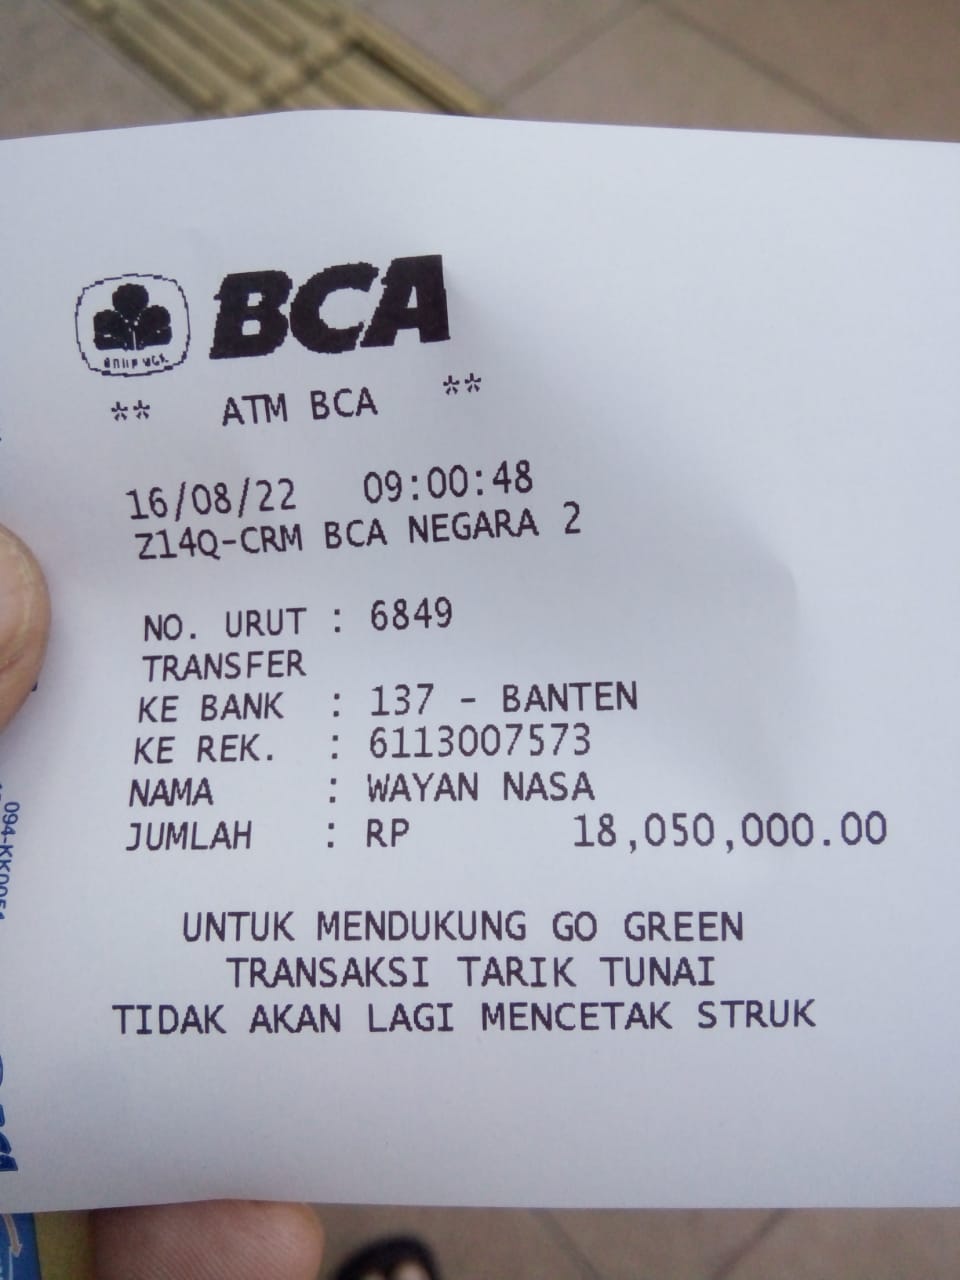 BCA
** ATM BCA **
16/08/22 09:00:48
Z14Q-CRM BCA NEGARA 2
NO. URUT : 6849
TRANSFER
KE BANK : 137 - BANTEN
KE REK. : 6113007573
NAMA : WAYAN NASA
JUMLAH : RP 18,050,000.00
UNTUK MENDUKUNG GO GREEN
TRANSAKSI TARIK TUNAI
TIDAK AKAN LAGI MENCETAK STRUK